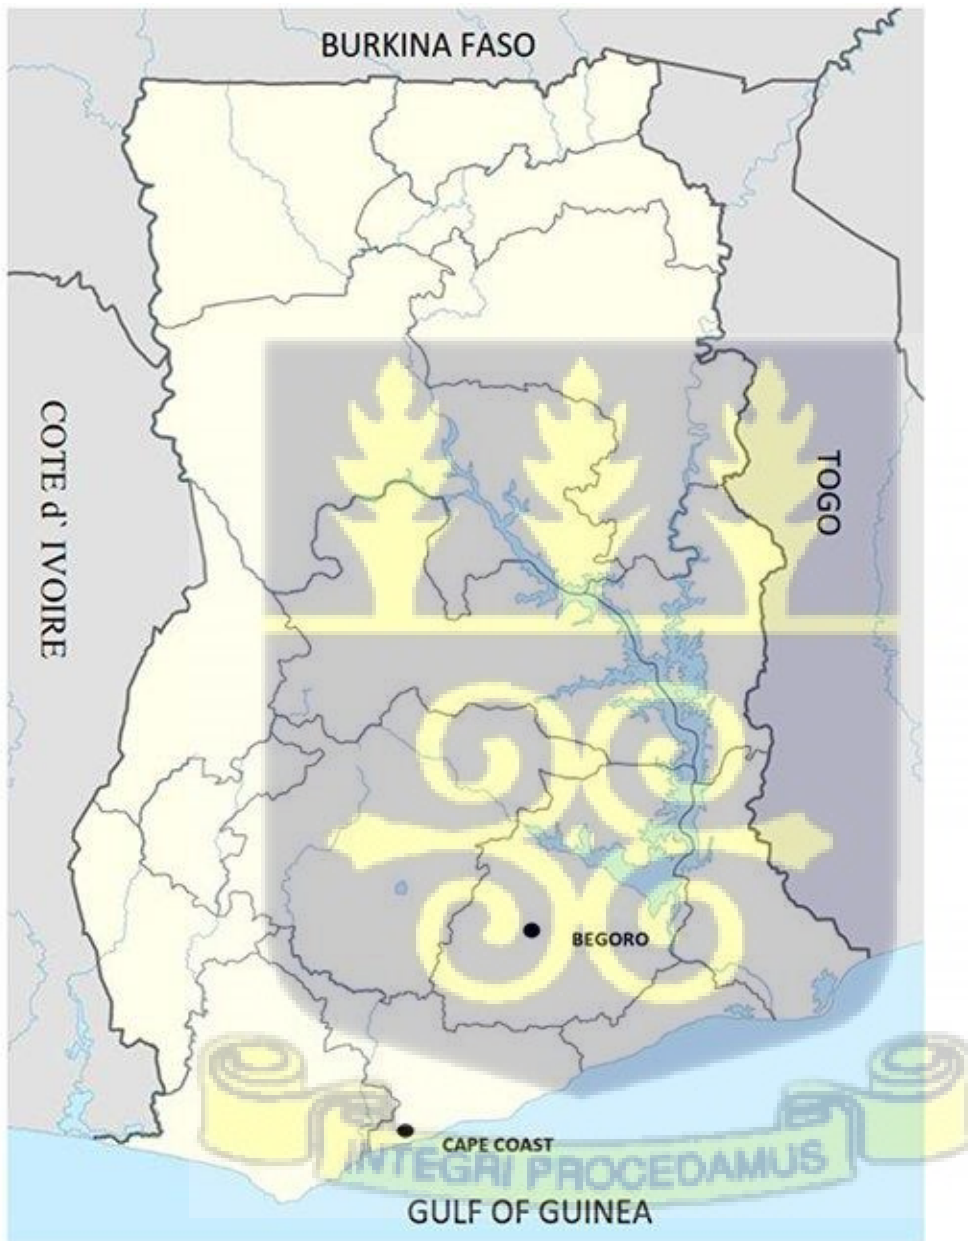 BURKINA FASO
COTE d` IVOIRE
TOGO
BEGORO
CAPE COAST
INTEGRI PROCEDAMUS
GULF OF GUINEA